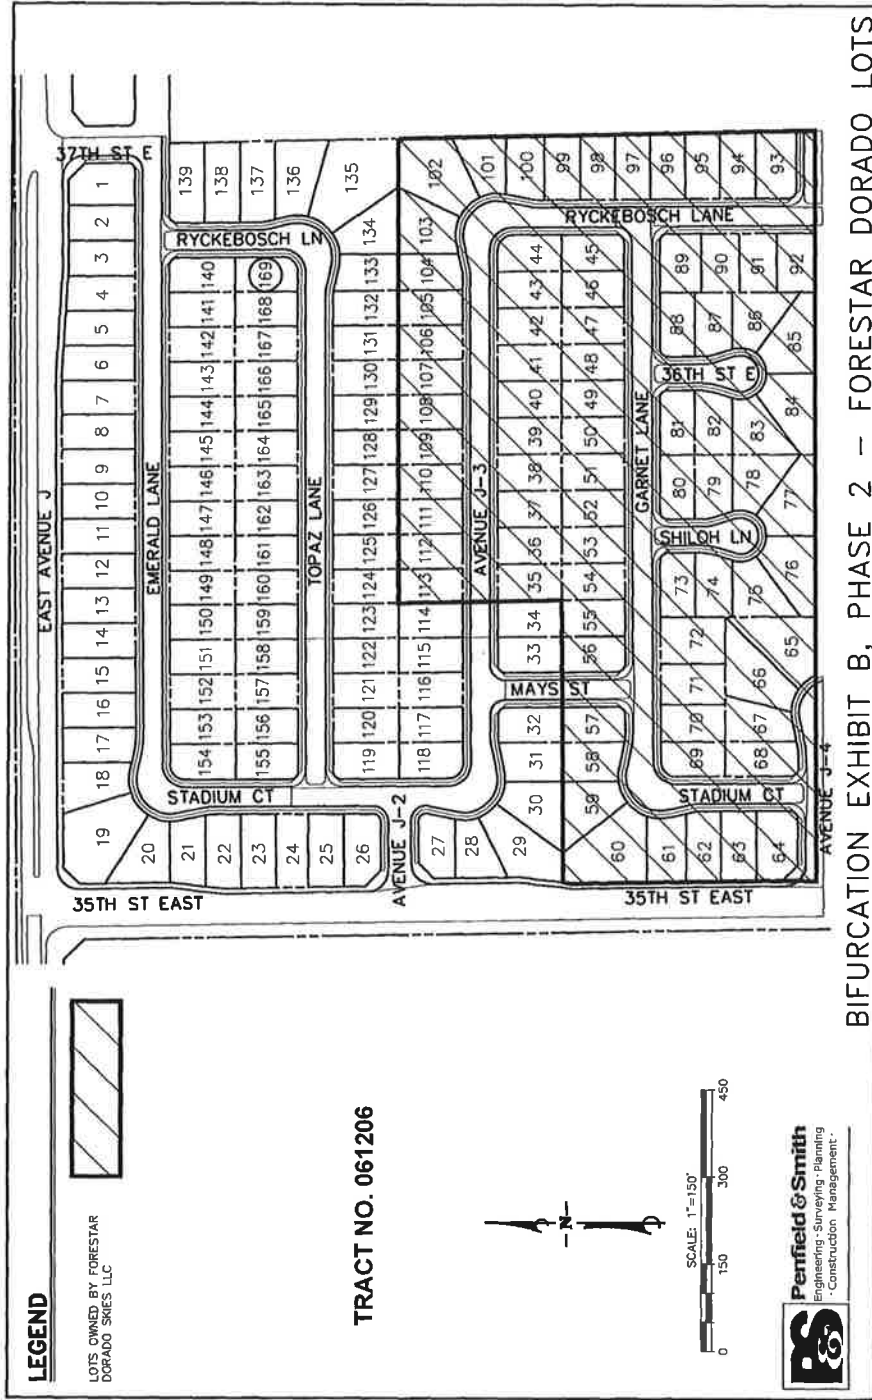 LEGEND
LOTS OWNED BY FORESTAR
DORADO SKIES LLC
TRACT NO. 061206
-N-
SCALE: 1"=150'
0 150 300 450
P&S
Penfield & Smith
Engineering · Surveying · Planning
· Construction Management ·
EAST AVENUE J
37TH ST E
19 18 17 16 15 14 13 12 11 10 9 8 7 6 5 4 3 2 1
EMERALD LANE
20 21 22 23 24 25 26
35TH ST EAST
STADIUM CT
154 153 152 151 150 149 148 147 146 145 144 143 142 141 140
155 156 157 158 159 160 161 162 163 164 165 166 167 168 169
RYCKEBOSCH LN
139 138 137 136 135
TOPAZ LANE
119 120 121 122 123 124 125 126 127 128 129 130 131 132 133 134
118 117 116 115 114 113 112 111 110 109 108 107 106 105 104 103 102
AVENUE J-2
AVENUE J-3
27 28 29 30 31 32
MAYS ST
33 34 35 36 37 38 39 40 41 42 43 44
59 58 57 56 55 54 53 52 51 50 49 48 47 46 45
RYCKEBOSCH LANE
101 100 99 98 97 96 95 94 93
GARNET LANE
60 61 62 63 64
35TH ST EAST
STADIUM CT
69 70 71 72 73 80 81 88 89
68 67 66 65 74 79 82 87 90
75 78 83 86 91
76 77 84 85 92
SHILOH LN
36TH ST E
AVENUE J-4
BIFURCATION EXHIBIT B, PHASE 2 – FORESTAR DORADO LOTS